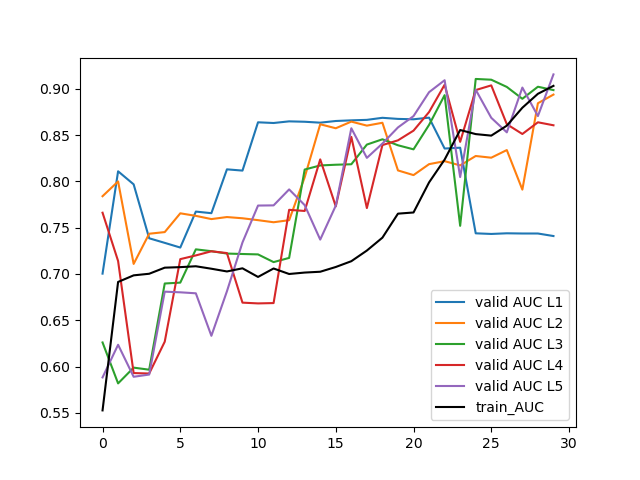 0.90
0.85
0.80
0.75
0.70
0.65
0.60
0.55
0
5
10
15
20
25
30
valid AUC L1
valid AUC L2
valid AUC L3
valid AUC L4
valid AUC L5
train_AUC